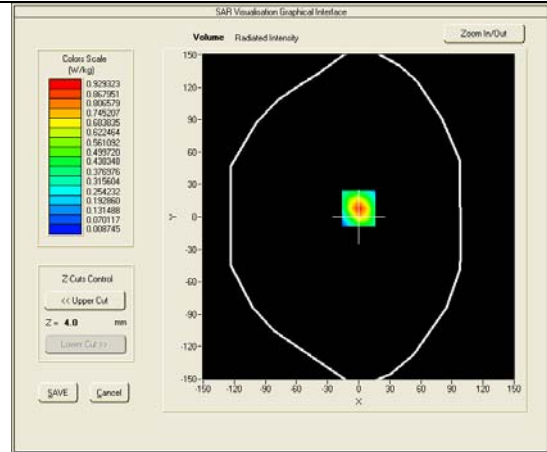 SAR Visualisation Graphical Interface
Volume Radiated Intensity
Zoom In/Out
Colors Scale
(W/kg)
0.929323
0.867951
0.806579
0.745207
0.683835
0.622464
0.561092
0.499720
0.438348
0.376976
0.315604
0.254232
0.192860
0.131488
0.070117
0.008745
Z-Cuts Control
<< Upper Cut
Z = 4.0 mm
Lower Cut >>
SAVE Cancel
150
120
90
60
30
0
-30
-60
-90
-120
-150
Y
-150 -120 -90 -60 -30 0 30 60 90 120 150
X